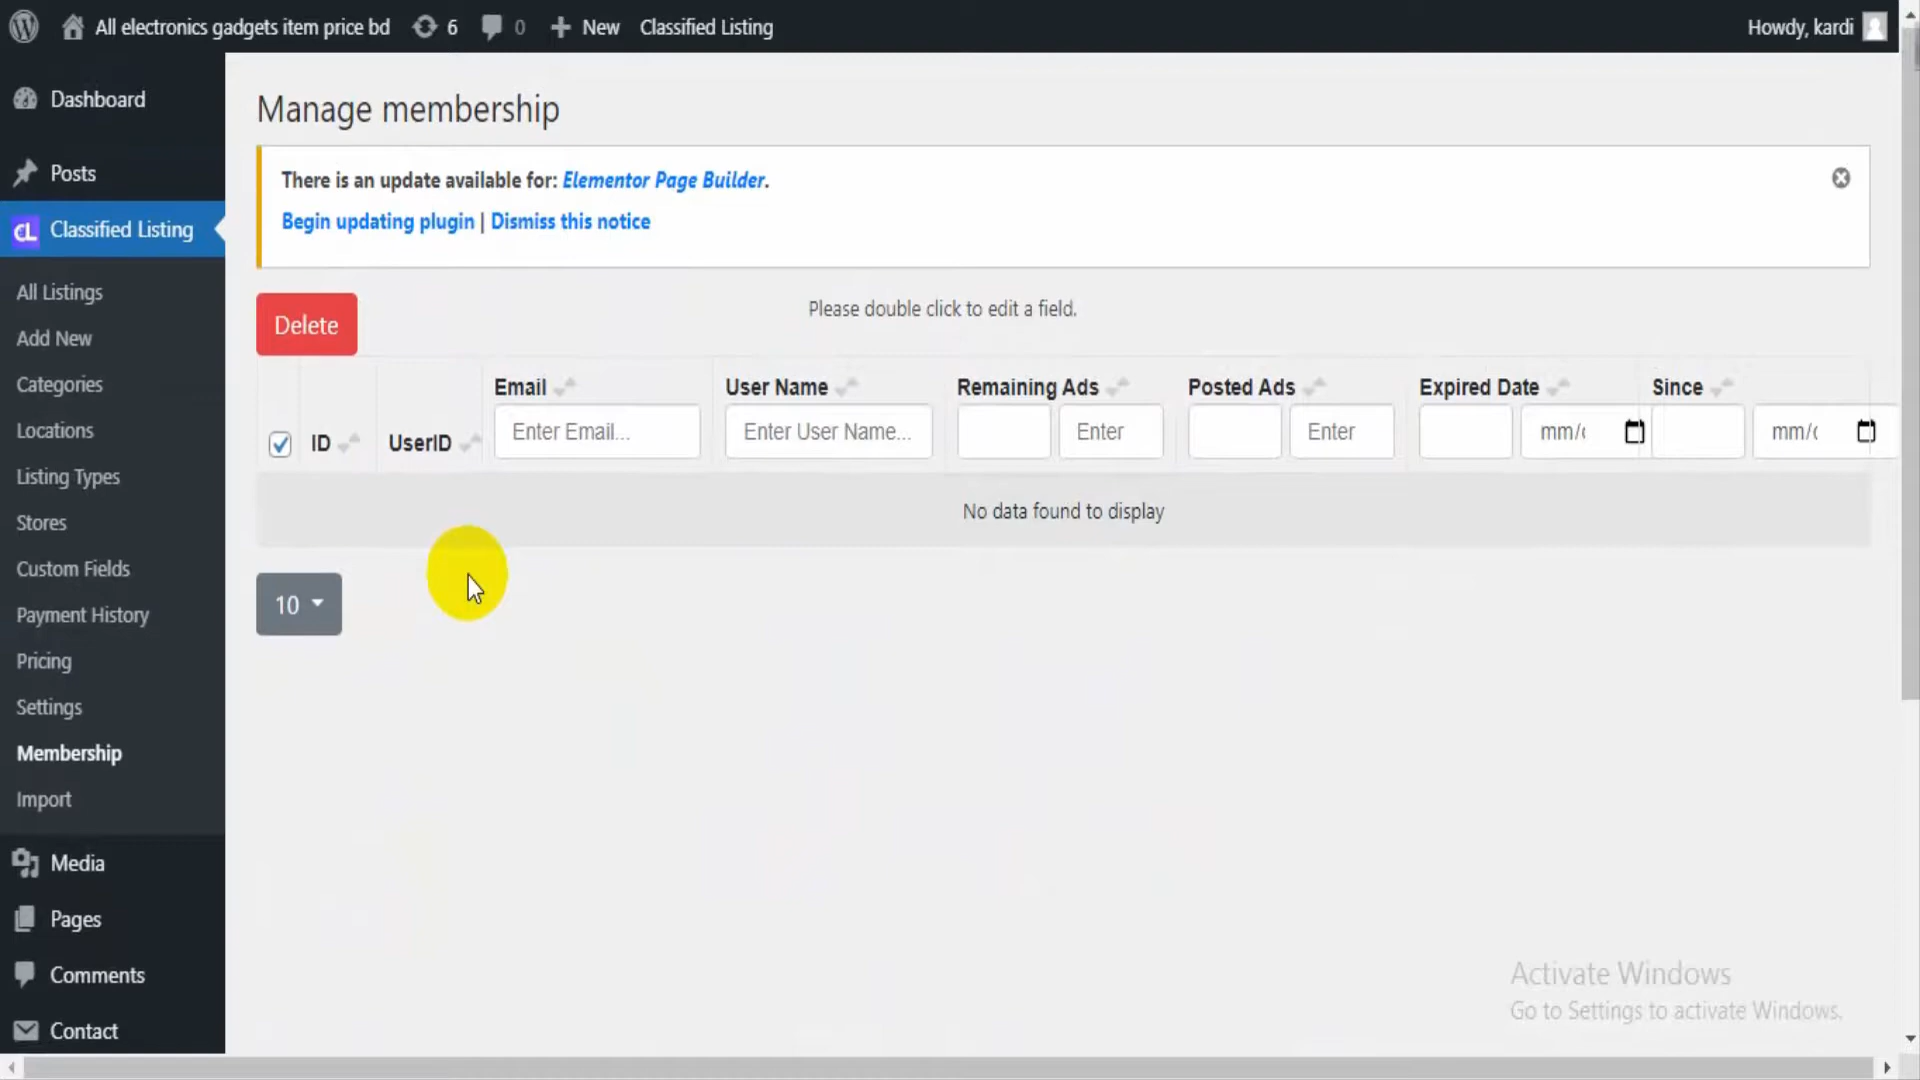 All electronics gadgets item price bd 6 0 New Classified Listing Howdy, kardi
Dashboard
Posts
CL Classified Listing
All Listings
Add New
Categories
Locations
Listing Types
Stores
Custom Fields
Payment History
Pricing
Settings
Membership
Import
Media
Pages
Comments
Contact
Manage membership
There is an update available for: Elementor Page Builder.
Begin updating plugin | Dismiss this notice
Delete
Please double click to edit a field.
ID UserID Email User Name Remaining Ads Posted Ads Expired Date Since
Enter Email... Enter User Name... Enter Enter mm/ mm/
No data found to display
10
Activate Windows
Go to Settings to activate Windows.